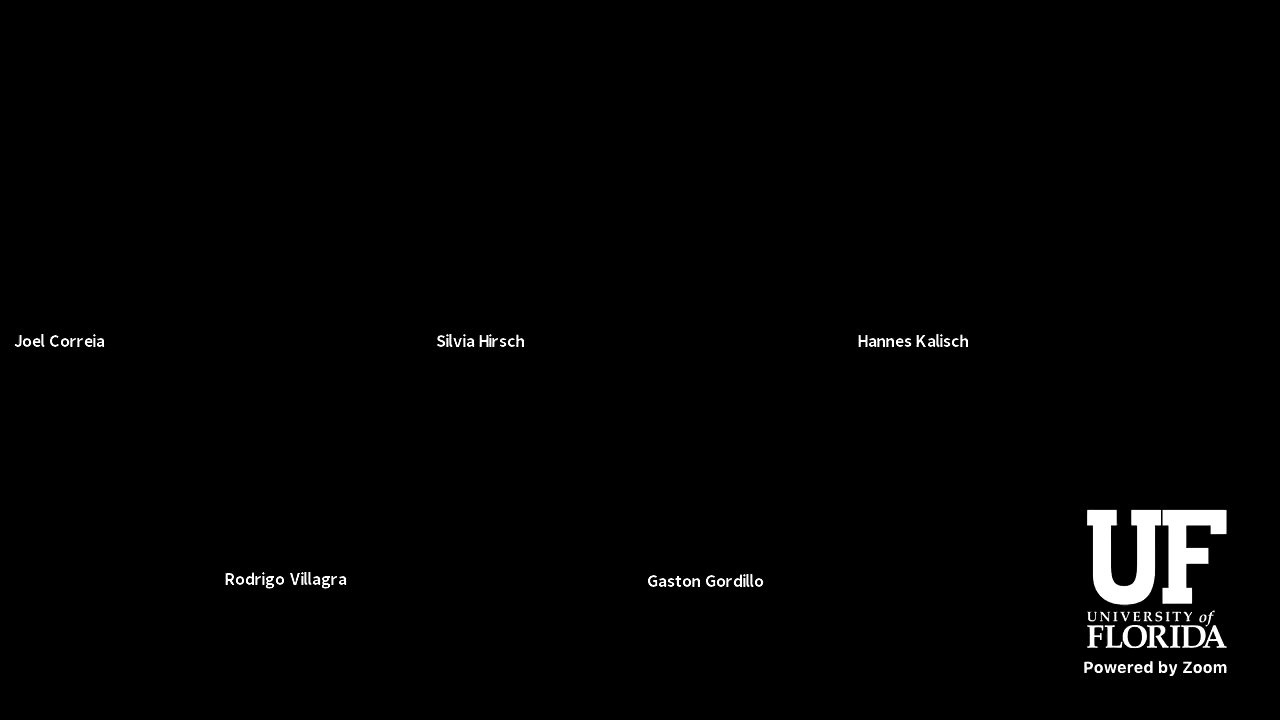 Joel Correia
Silvia Hirsch
Hannes Kalisch
Rodrigo Villagra
Gaston Gordillo
UF
UNIVERSITY of
FLORIDA
Powered by Zoom